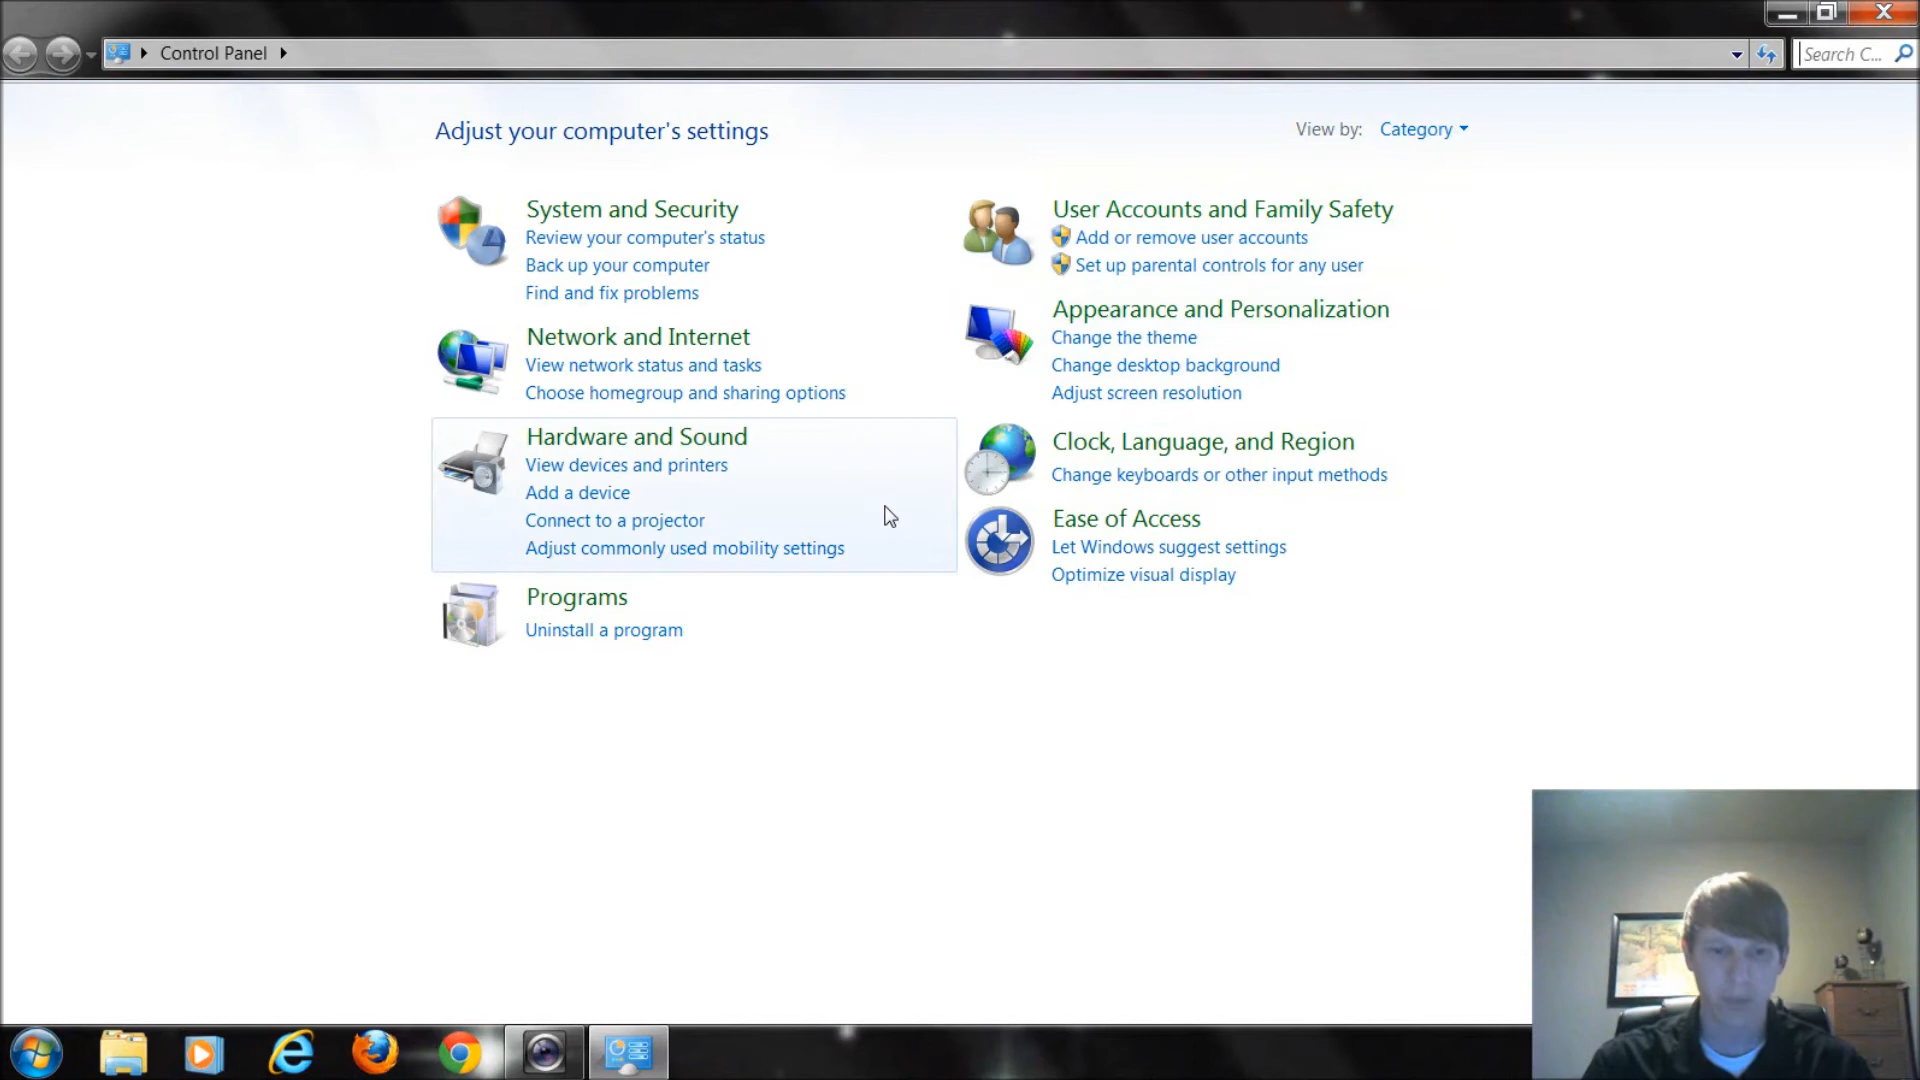 Control Panel
Search C...
Adjust your computer's settings
View by: Category
System and Security
Review your computer's status
Back up your computer
Find and fix problems
Network and Internet
View network status and tasks
Choose homegroup and sharing options
Hardware and Sound
View devices and printers
Add a device
Connect to a projector
Adjust commonly used mobility settings
Programs
Uninstall a program
User Accounts and Family Safety
Add or remove user accounts
Set up parental controls for any user
Appearance and Personalization
Change the theme
Change desktop background
Adjust screen resolution
Clock, Language, and Region
Change keyboards or other input methods
Ease of Access
Let Windows suggest settings
Optimize visual display